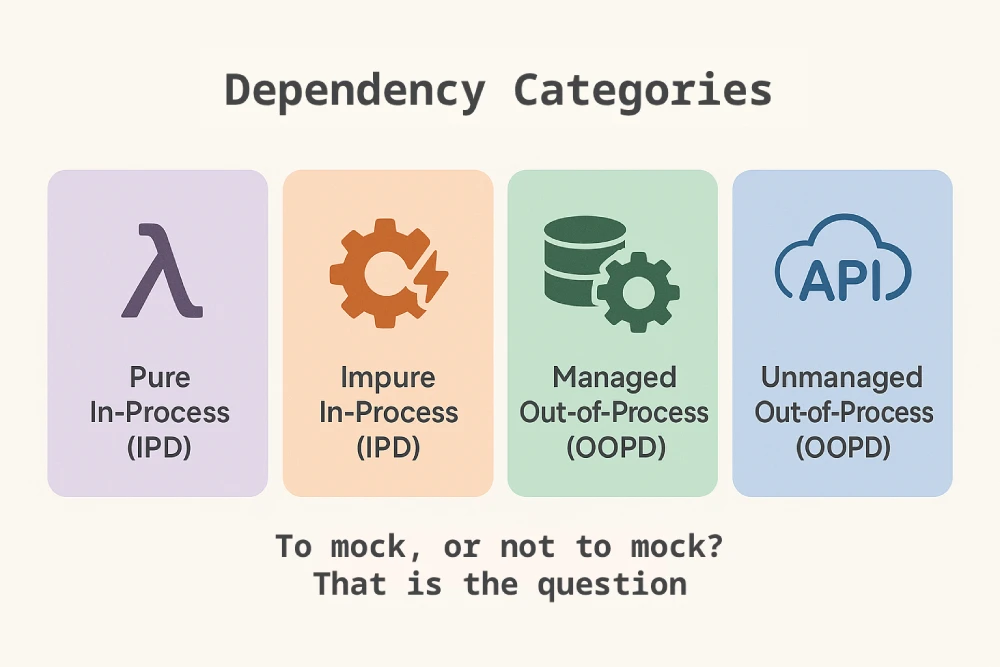 Dependency Categories
λ
Pure
In-Process
(IPD)
Impure
In-Process
(IPD)
Managed
Out-of-Process
(OOPD)
API
Unmanaged
Out-of-Process
(OOPD)
To mock, or not to mock?
That is the question